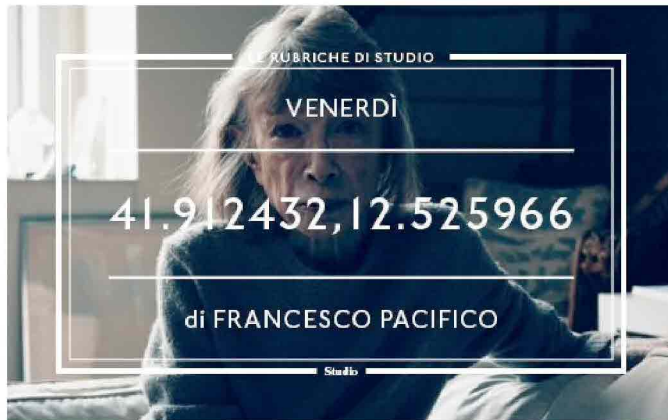 LE RUBRICHE DI STUDIO
VENERDÌ
41.912432,12.525966
di FRANCESCO PACIFICO
Studio